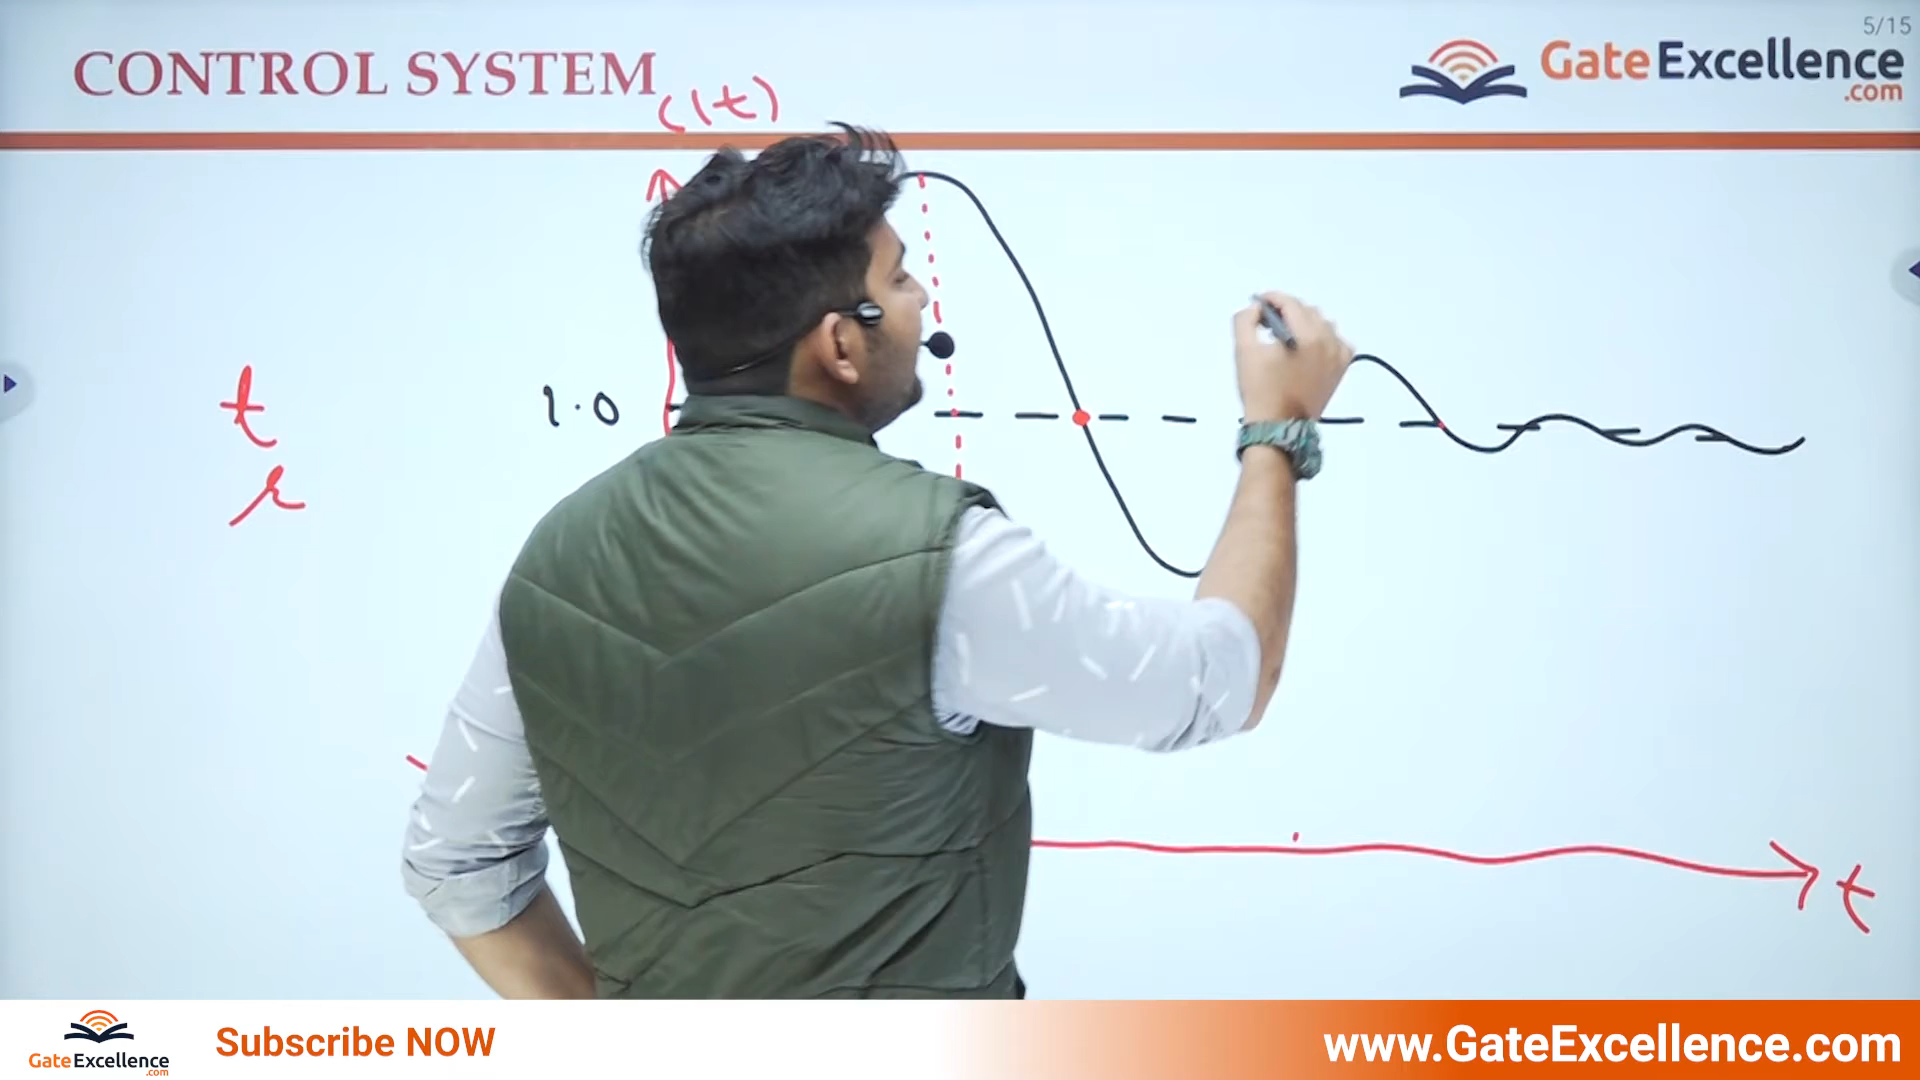 5/15
CONTROL SYSTEM
GateExcellence
.com
C(t)
1.0
t
r
t
GateExcellence
.com
Subscribe NOW
www.GateExcellence.com